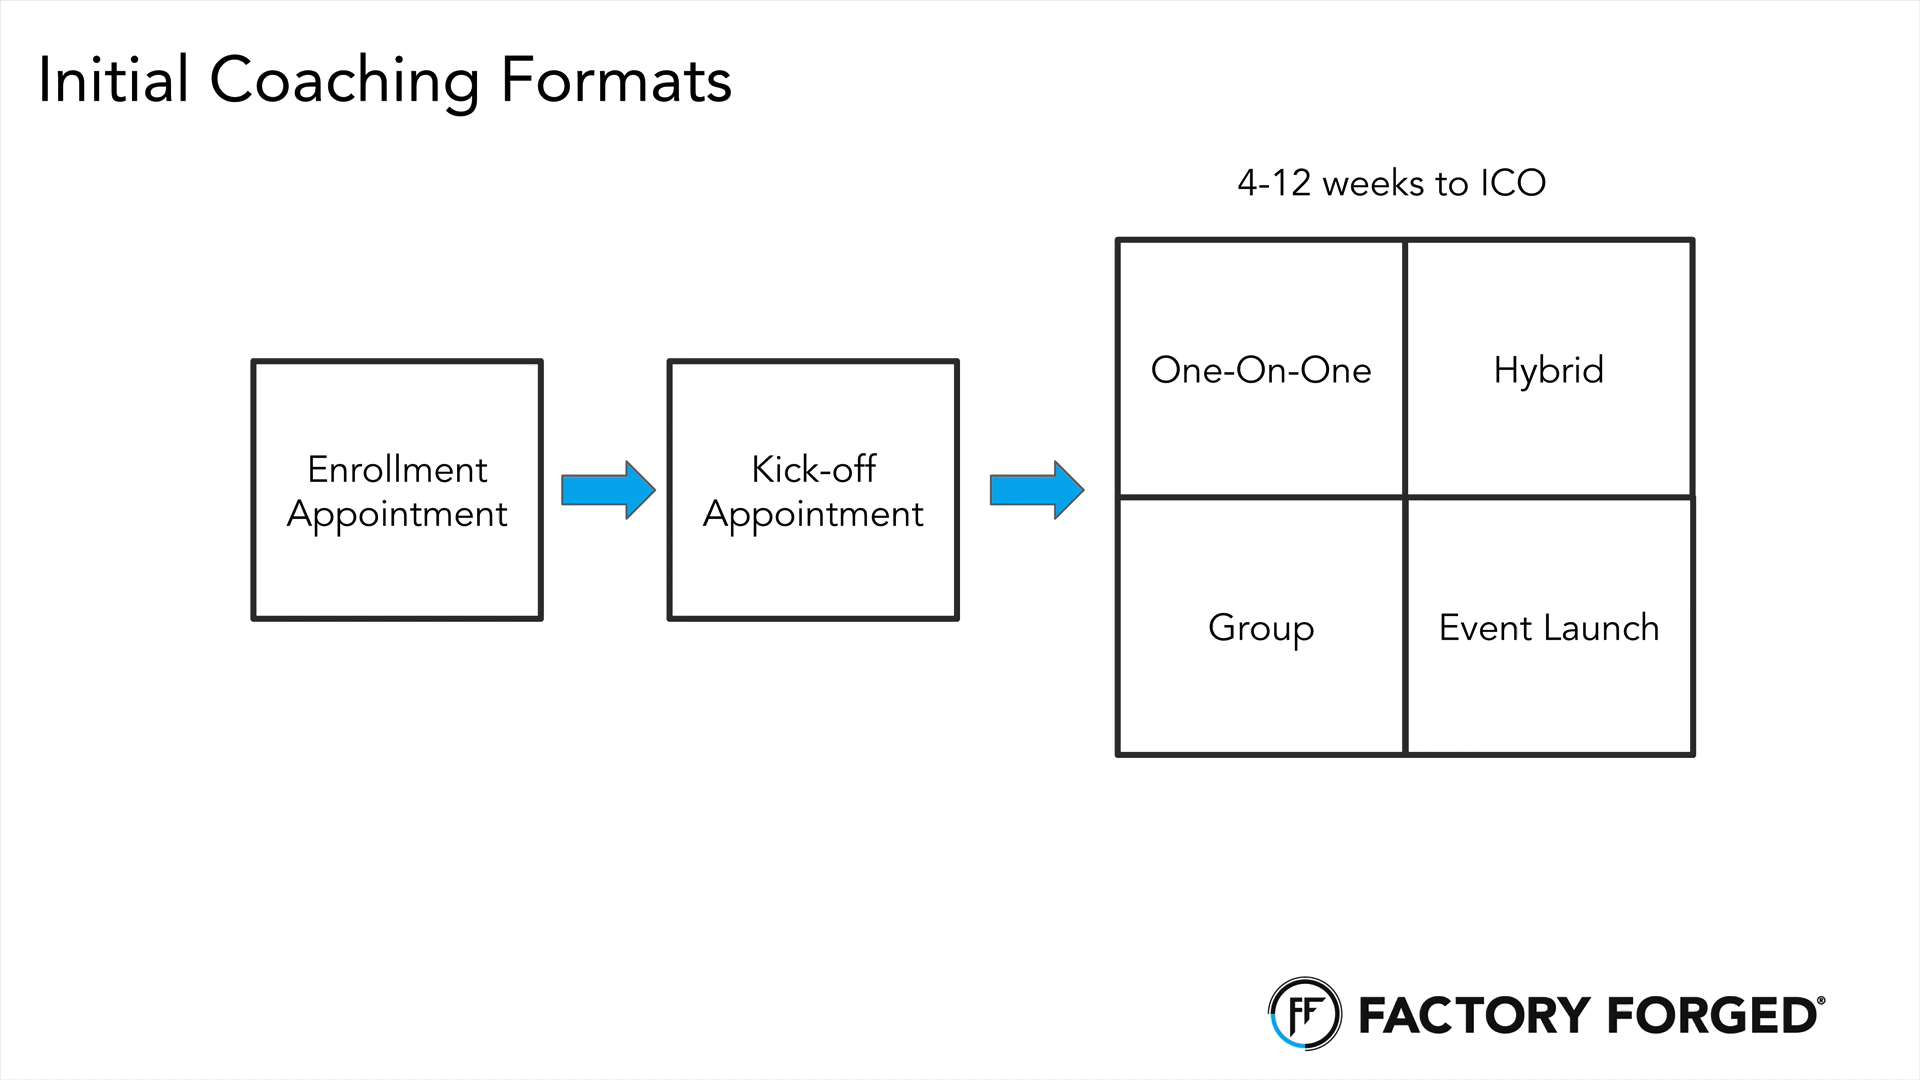 Initial Coaching Formats
4-12 weeks to ICO
Enrollment
Appointment
Kick-off
Appointment
One-On-One
Hybrid
Group
Event Launch
FF FACTORY FORGED®